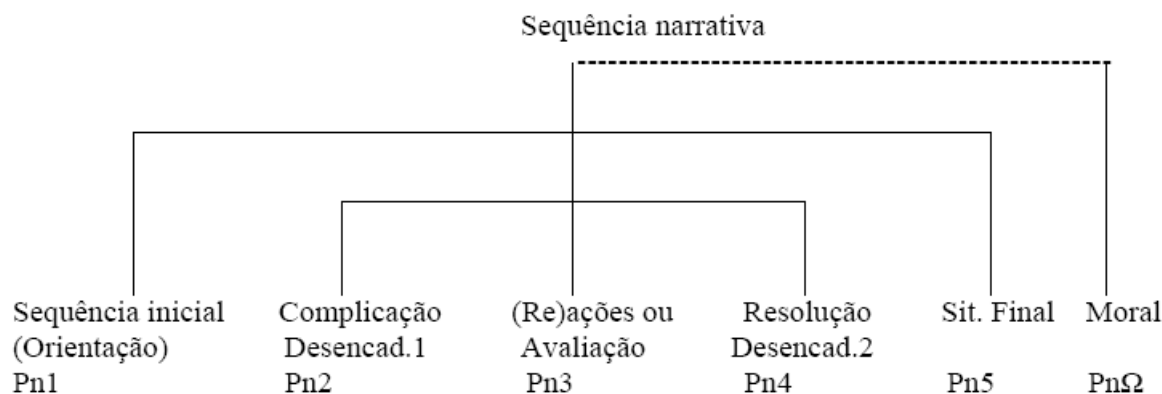 Sequência narrativa
Sequência inicial Complicação (Re)ações ou Resolução Sit. Final Moral
(Orientação) Desencad.1 Avaliação Desencad.2
Pn1 Pn2 Pn3 Pn4 Pn5 PnΩ